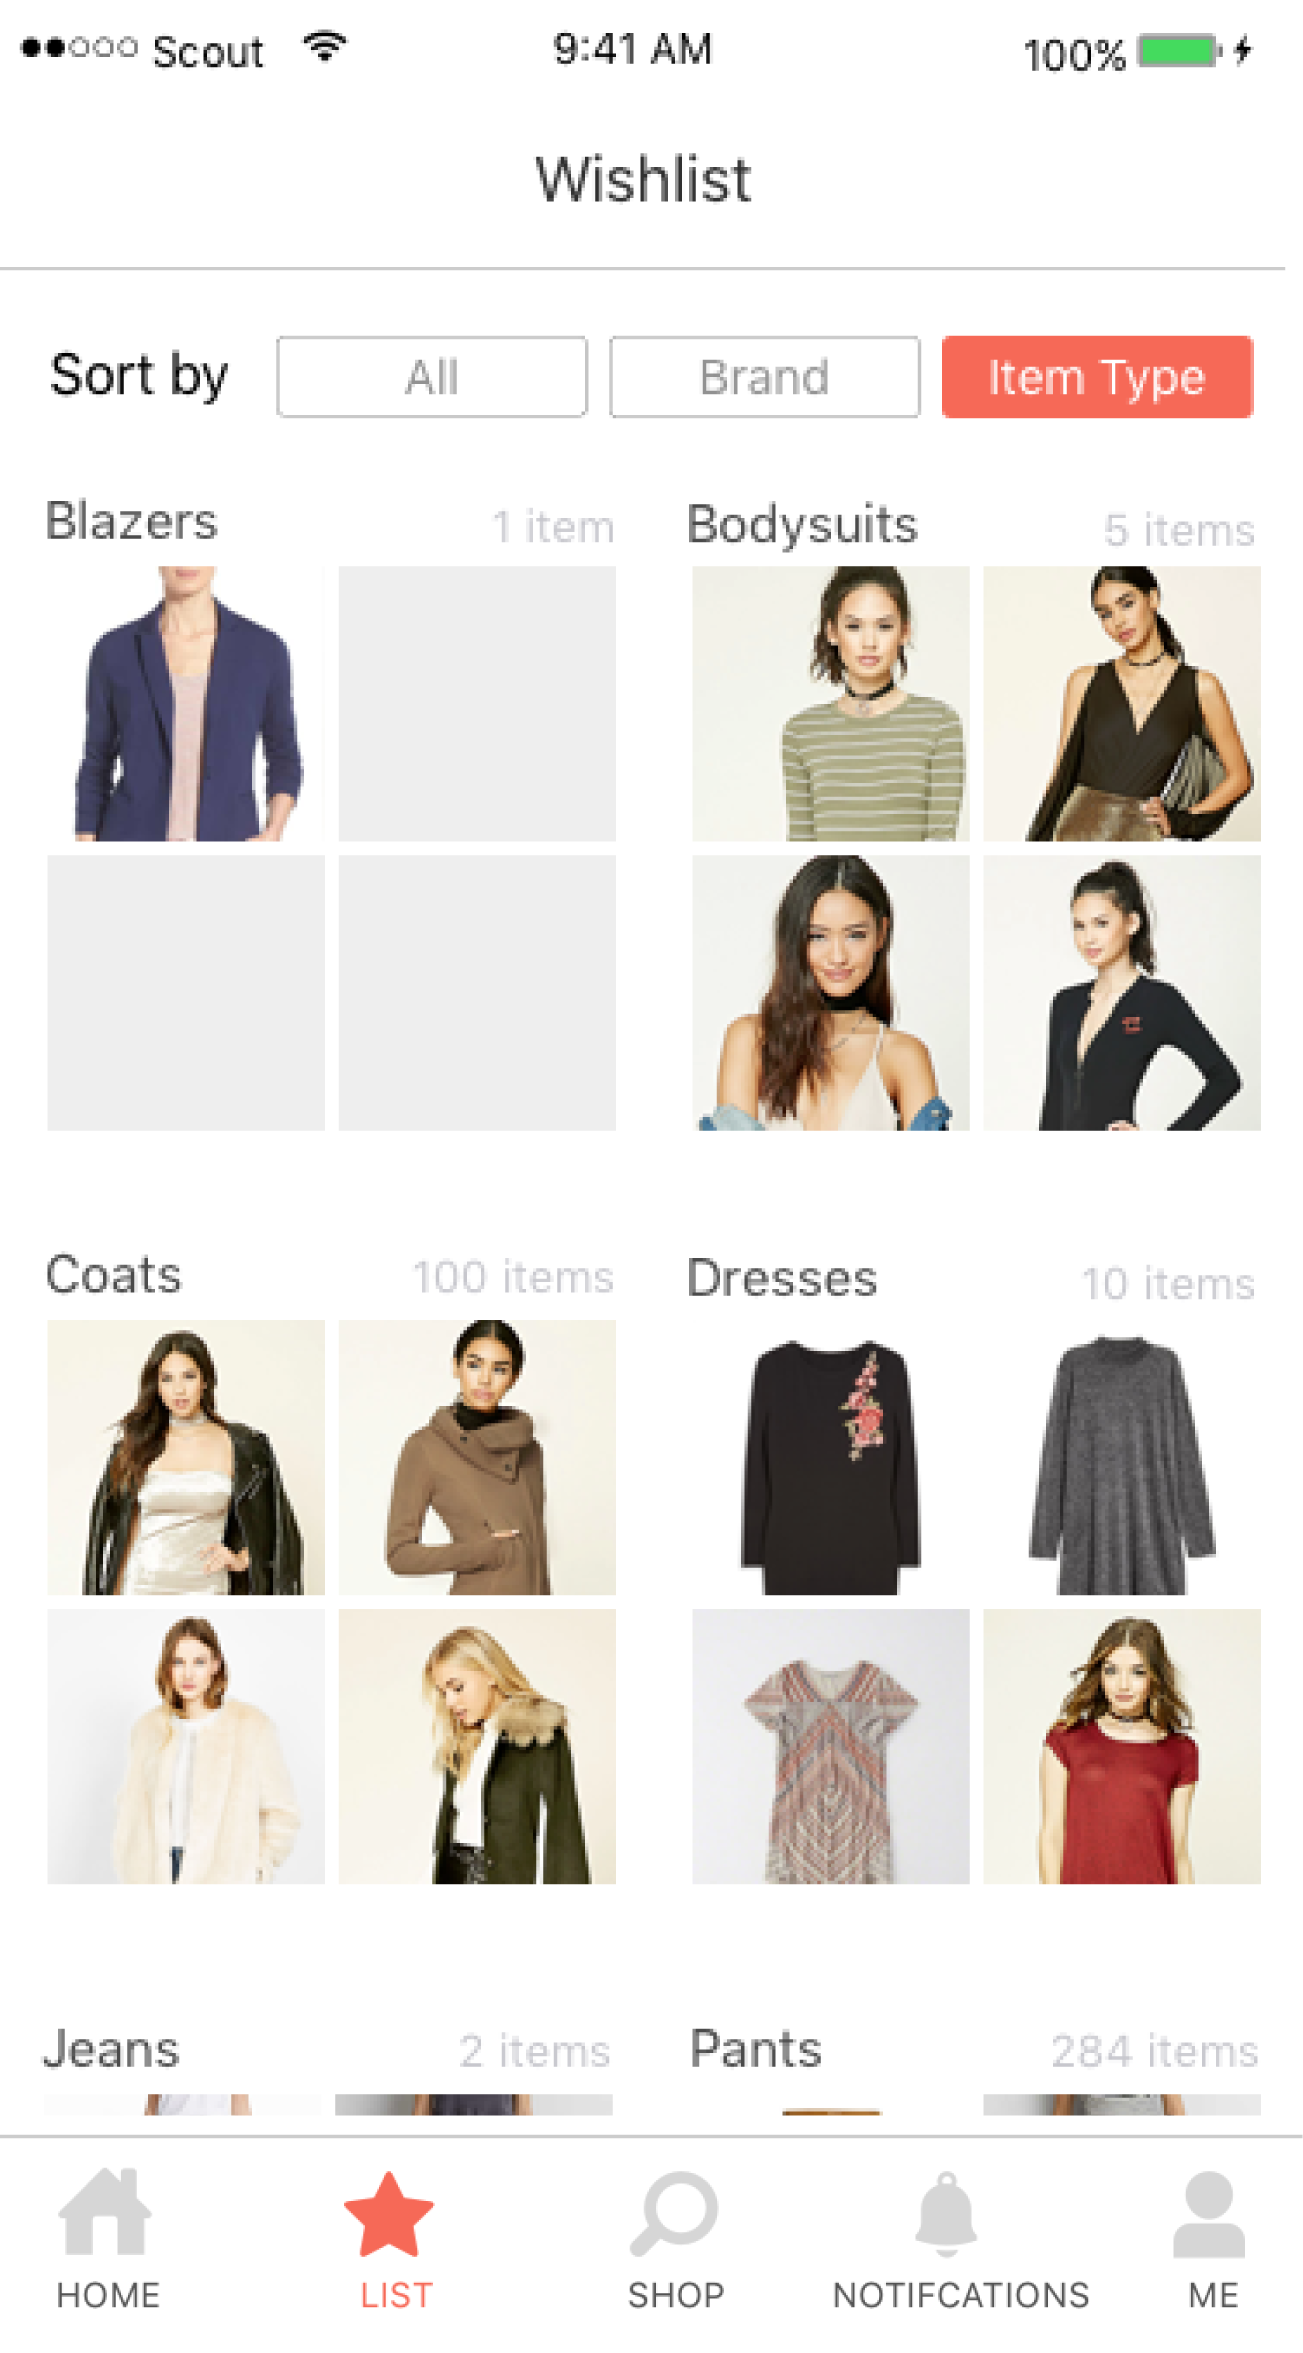 Scout 9:41 AM 100%
Wishlist
Sort by All Brand Item Type
Blazers 1 item Bodysuits 5 items
Coats 100 items Dresses 10 items
Jeans 2 items Pants 284 items
HOME LIST SHOP NOTIFCATIONS ME